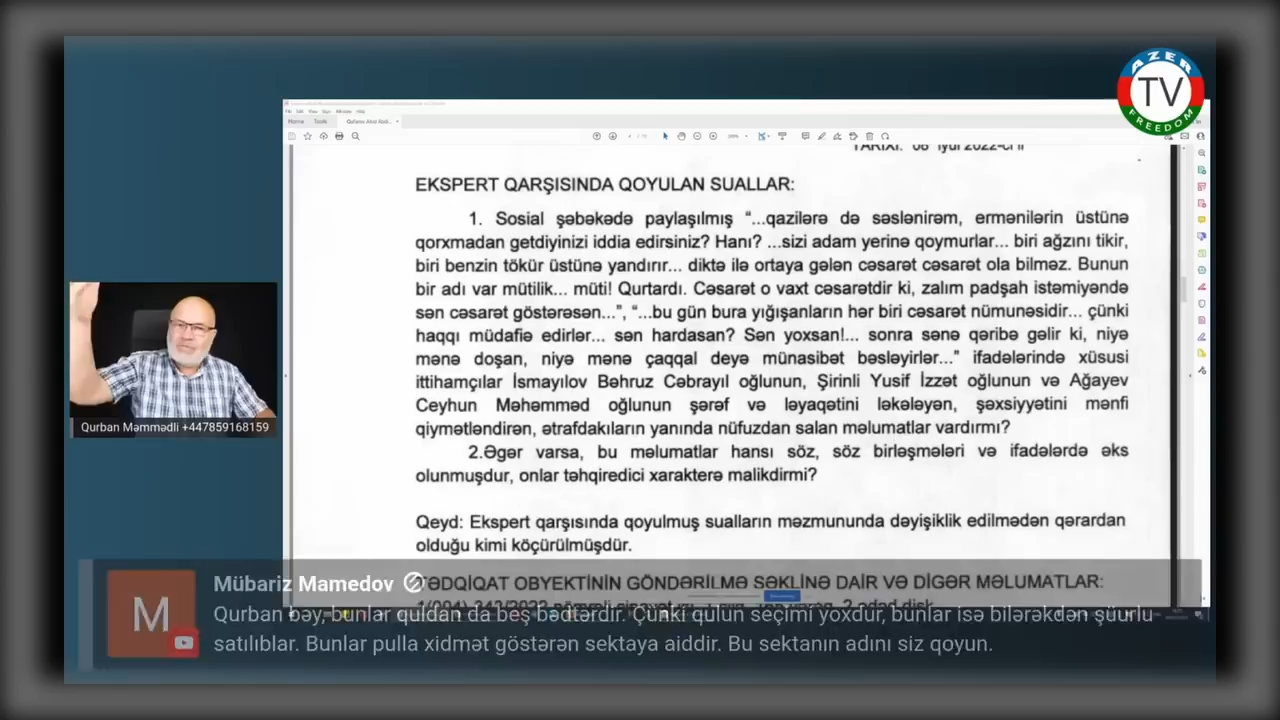 AZER
TV
FREEDOM
Home Tools
TARİXİ: 08 iyul 2022-ci il
EKSPERT QARŞISINDA QOYULAN SUALLAR:
1. Sosial şəbəkədə paylaşılmış “...qazilərə də səslənirəm, ermənilərin üstünə
qorxmadan getdiyinizi iddia edirsiniz? Hanı? ...sizi adam yerinə qoymurlar... biri ağzını tikir,
biri benzin tökür üstünə yandırır... diktə ilə ortaya gələn cəsarət cəsarət ola bilməz. Bunun
bir adı var mütilik... müti! Qurtardı. Cəsarət o vaxt cəsarətdir ki, zalım padşah istəmiyəndə
sən cəsarət göstərəsən...”, “...bu gün bura yığışanların hər biri cəsarət nümunəsidir... çünki
haqqı müdafiə edirlər... sən hardasan? Sən yoxsan!... sonra sənə qəribə gəlir ki, niyə
mənə doşan, niyə mənə çaqqal deyə münasibət bəsləyirlər...” ifadələrində xüsusi
ittihamçılar İsmayılov Bəhruz Cəbrayıl oğlunun, Şirinli Yusif İzzət oğlunun və Ağayev
Ceyhun Məhəmməd oğlunun şərəf və ləyaqətini ləkələyən, şəxsiyyətini mənfi
qiymətləndirən, ətrafdakıların yanında nüfuzdan salan məlumatlar vardırmı?
2.Əgər varsa, bu məlumatlar hansı söz, söz birləşmələri və ifadələrdə əks
olunmuşdur, onlar təhqiredici xarakterə malikdirmi?
Qeyd: Ekspert qarşısında qoyulmuş sualların məzmununda dəyişiklik edilmədən qərardan
olduğu kimi köçürülmüşdür.
TƏDQİQAT OBYEKTİNİN GÖNDƏRİLMƏ ŞƏKLİNƏ DAİR VƏ DİGƏR MƏLUMATLAR:
Qurban Məmmədli +447859168159
M
Mübariz Mamedov
Qurban bəy, bunlar quldan da beş bədtərdir. Çünki qulun seçimi yoxdur, bunlar isə bilərəkdən şüurlu
satılıblar. Bunlar pulla xidmət göstərən sektaya aiddir. Bu sektanın adını siz qoyun.